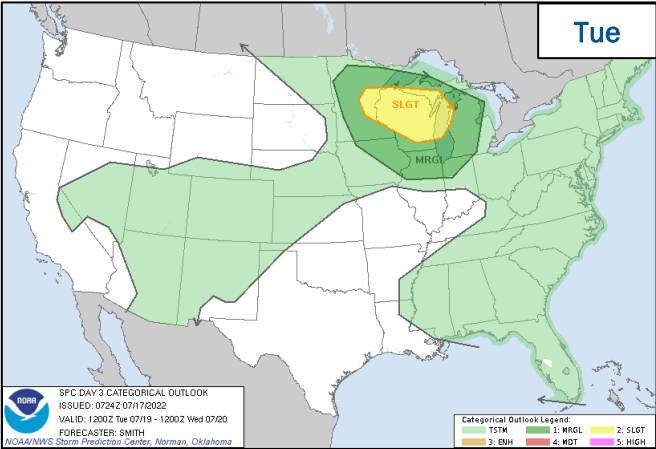 Tue
SLGT
MRGL
SPC DAY 3 CATEGORICAL OUTLOOK
ISSUED: 0724Z 07/17/2022
VALID: 1200Z Tue 07/19 - 1200Z Wed 07/20
FORECASTER: SMITH
NOAA/NWS Storm Prediction Center, Norman, Oklahoma
NOAA
Categorical Outlook Legend:
TSTM 1: MRGL 2: SLGT
3: ENH 4: MDT 5: HIGH